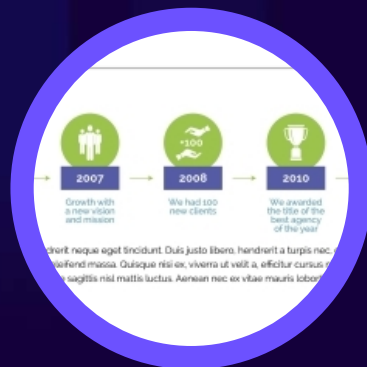 +100
2007 2008 2010
Growth with We had 100 We awarded
a new vision new clients the title of the
and mission best agency
of the year
drerit neque eget tincidunt. Duis justo libero, hendrerit a turpis nec,
eleifend massa. Quisque nisi ex, viverra ut velit a, efficitur cursus
sagittis nisl mattis luctus. Aenean nec ex vitae mauris lobort